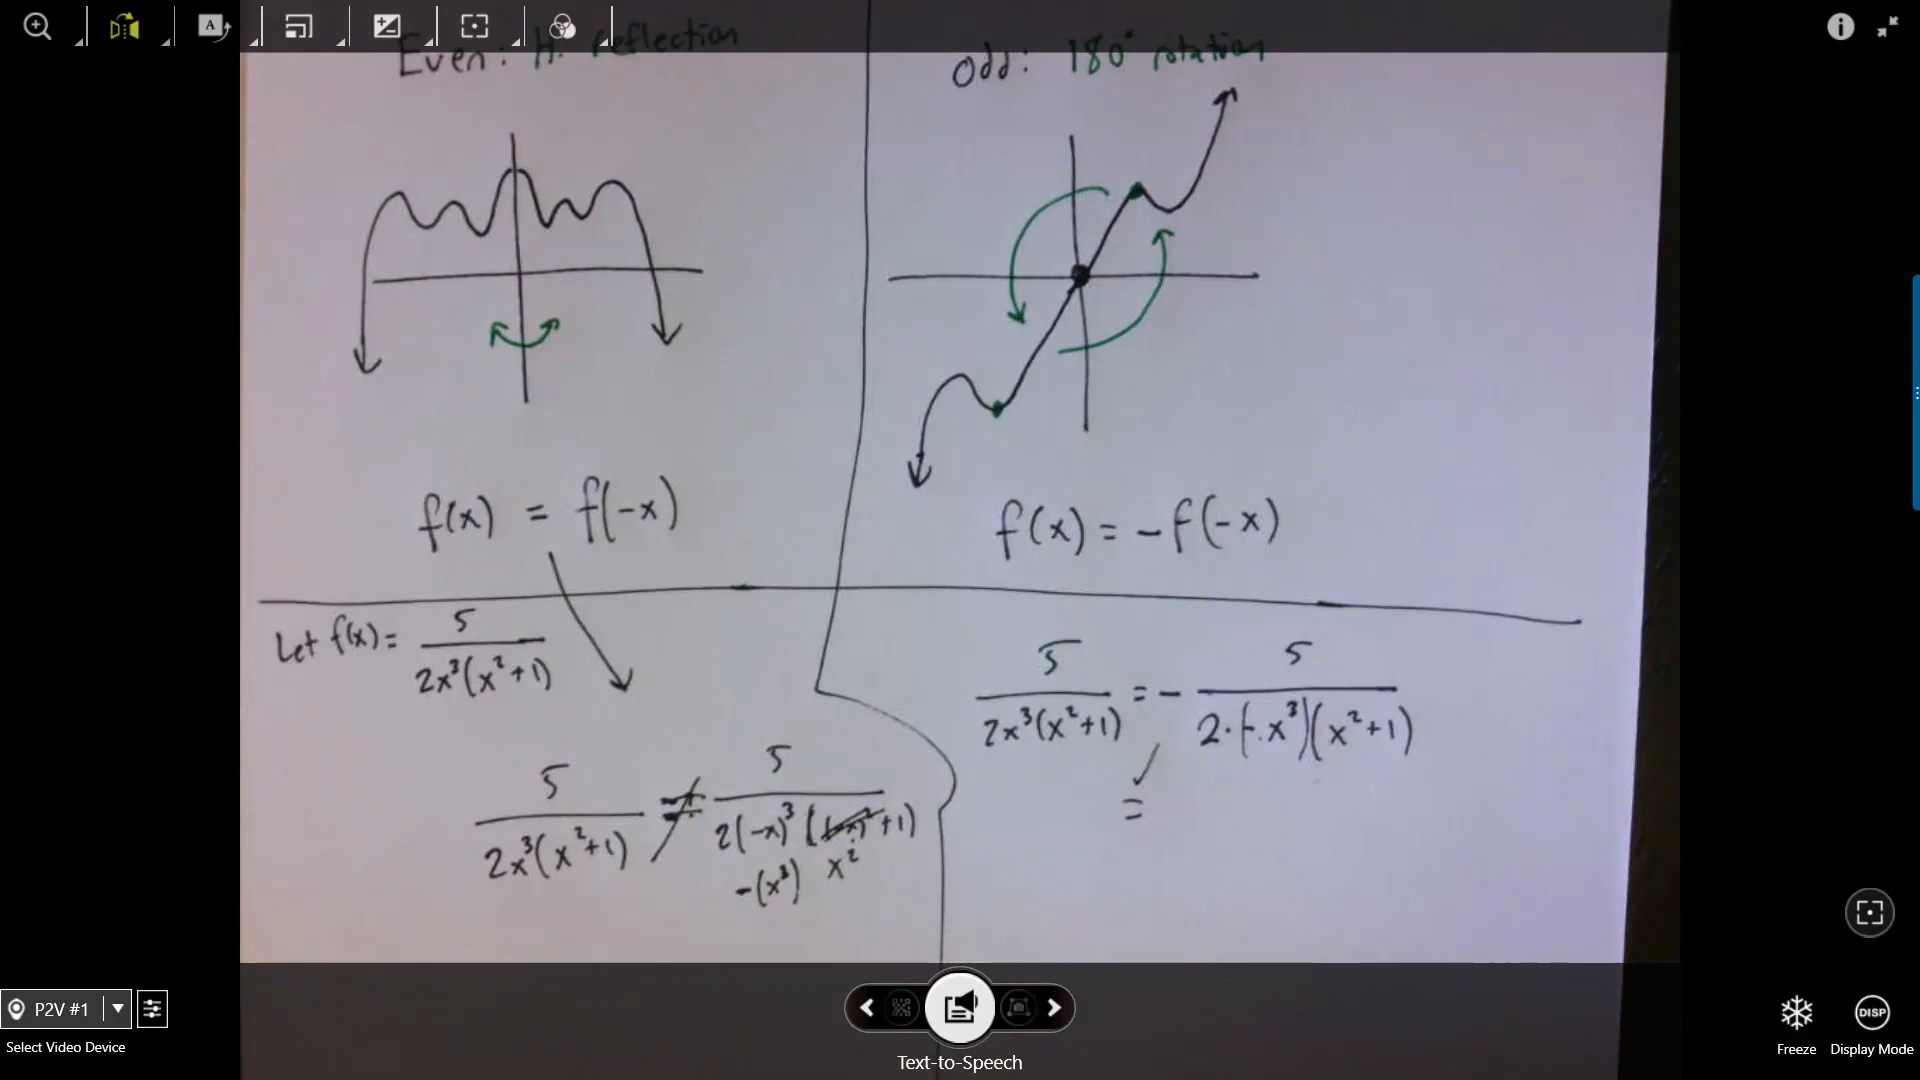 A
Even: H. reflection
Odd: 180° rotation
f(x) = f(-x)
f(x) = -f(-x)
Let f(x) = 5 / 2x³(x²+1)
5 / 2x³(x²+1) = - 5 / 2·(-x³)(x²+1)
=
5 / 2x³(x²+1) ≠ 5 / 2(-x)³((-x)²+1)
-(x³) x²
P2V #1
Select Video Device
Text-to-Speech
Freeze
DISP
Display Mode